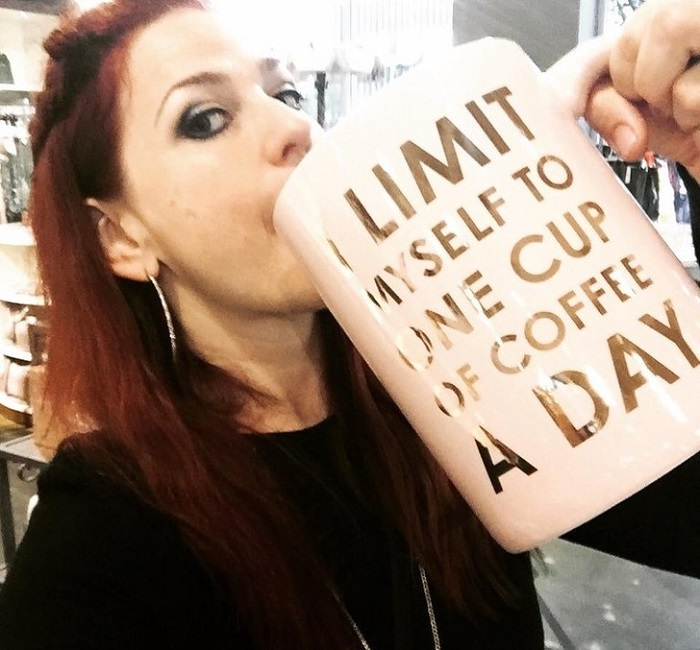 I LIMIT
MYSELF TO
ONE CUP
OF COFFEE
A DAY